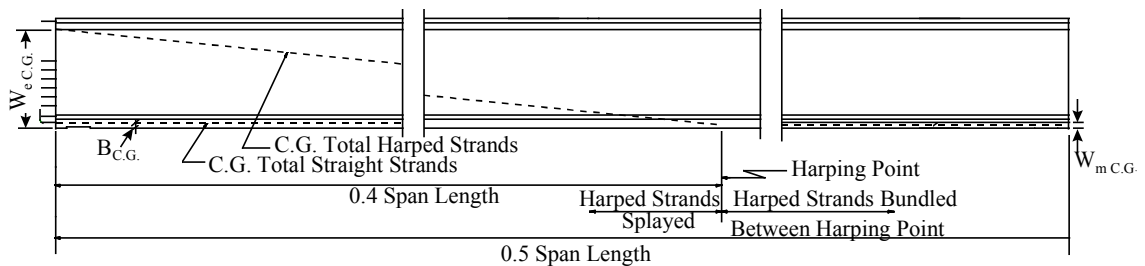 W e C.G.
B C.G.
C.G. Total Harped Strands
C.G. Total Straight Strands
W m C.G.
Harping Point
0.4 Span Length
Harped Strands
Splayed
Harped Strands Bundled
Between Harping Point
0.5 Span Length